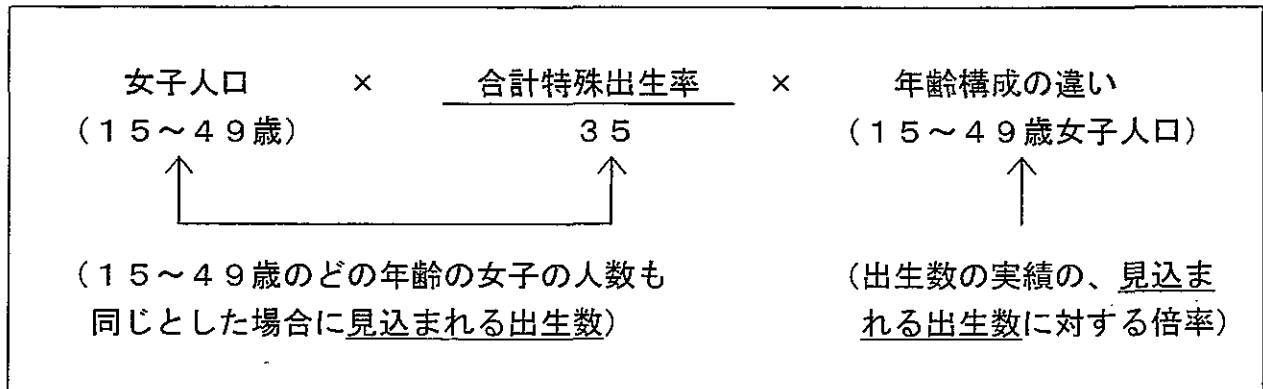 女子人口 × 合計特殊出生率 × 年齢構成の違い
(15~49歳) 35 (15~49歳女子人口)
(15~49歳のどの年齢の女子の人数も
同じとした場合に見込まれる出生数)
(出生数の実績の、見込ま
れる出生数に対する倍率)